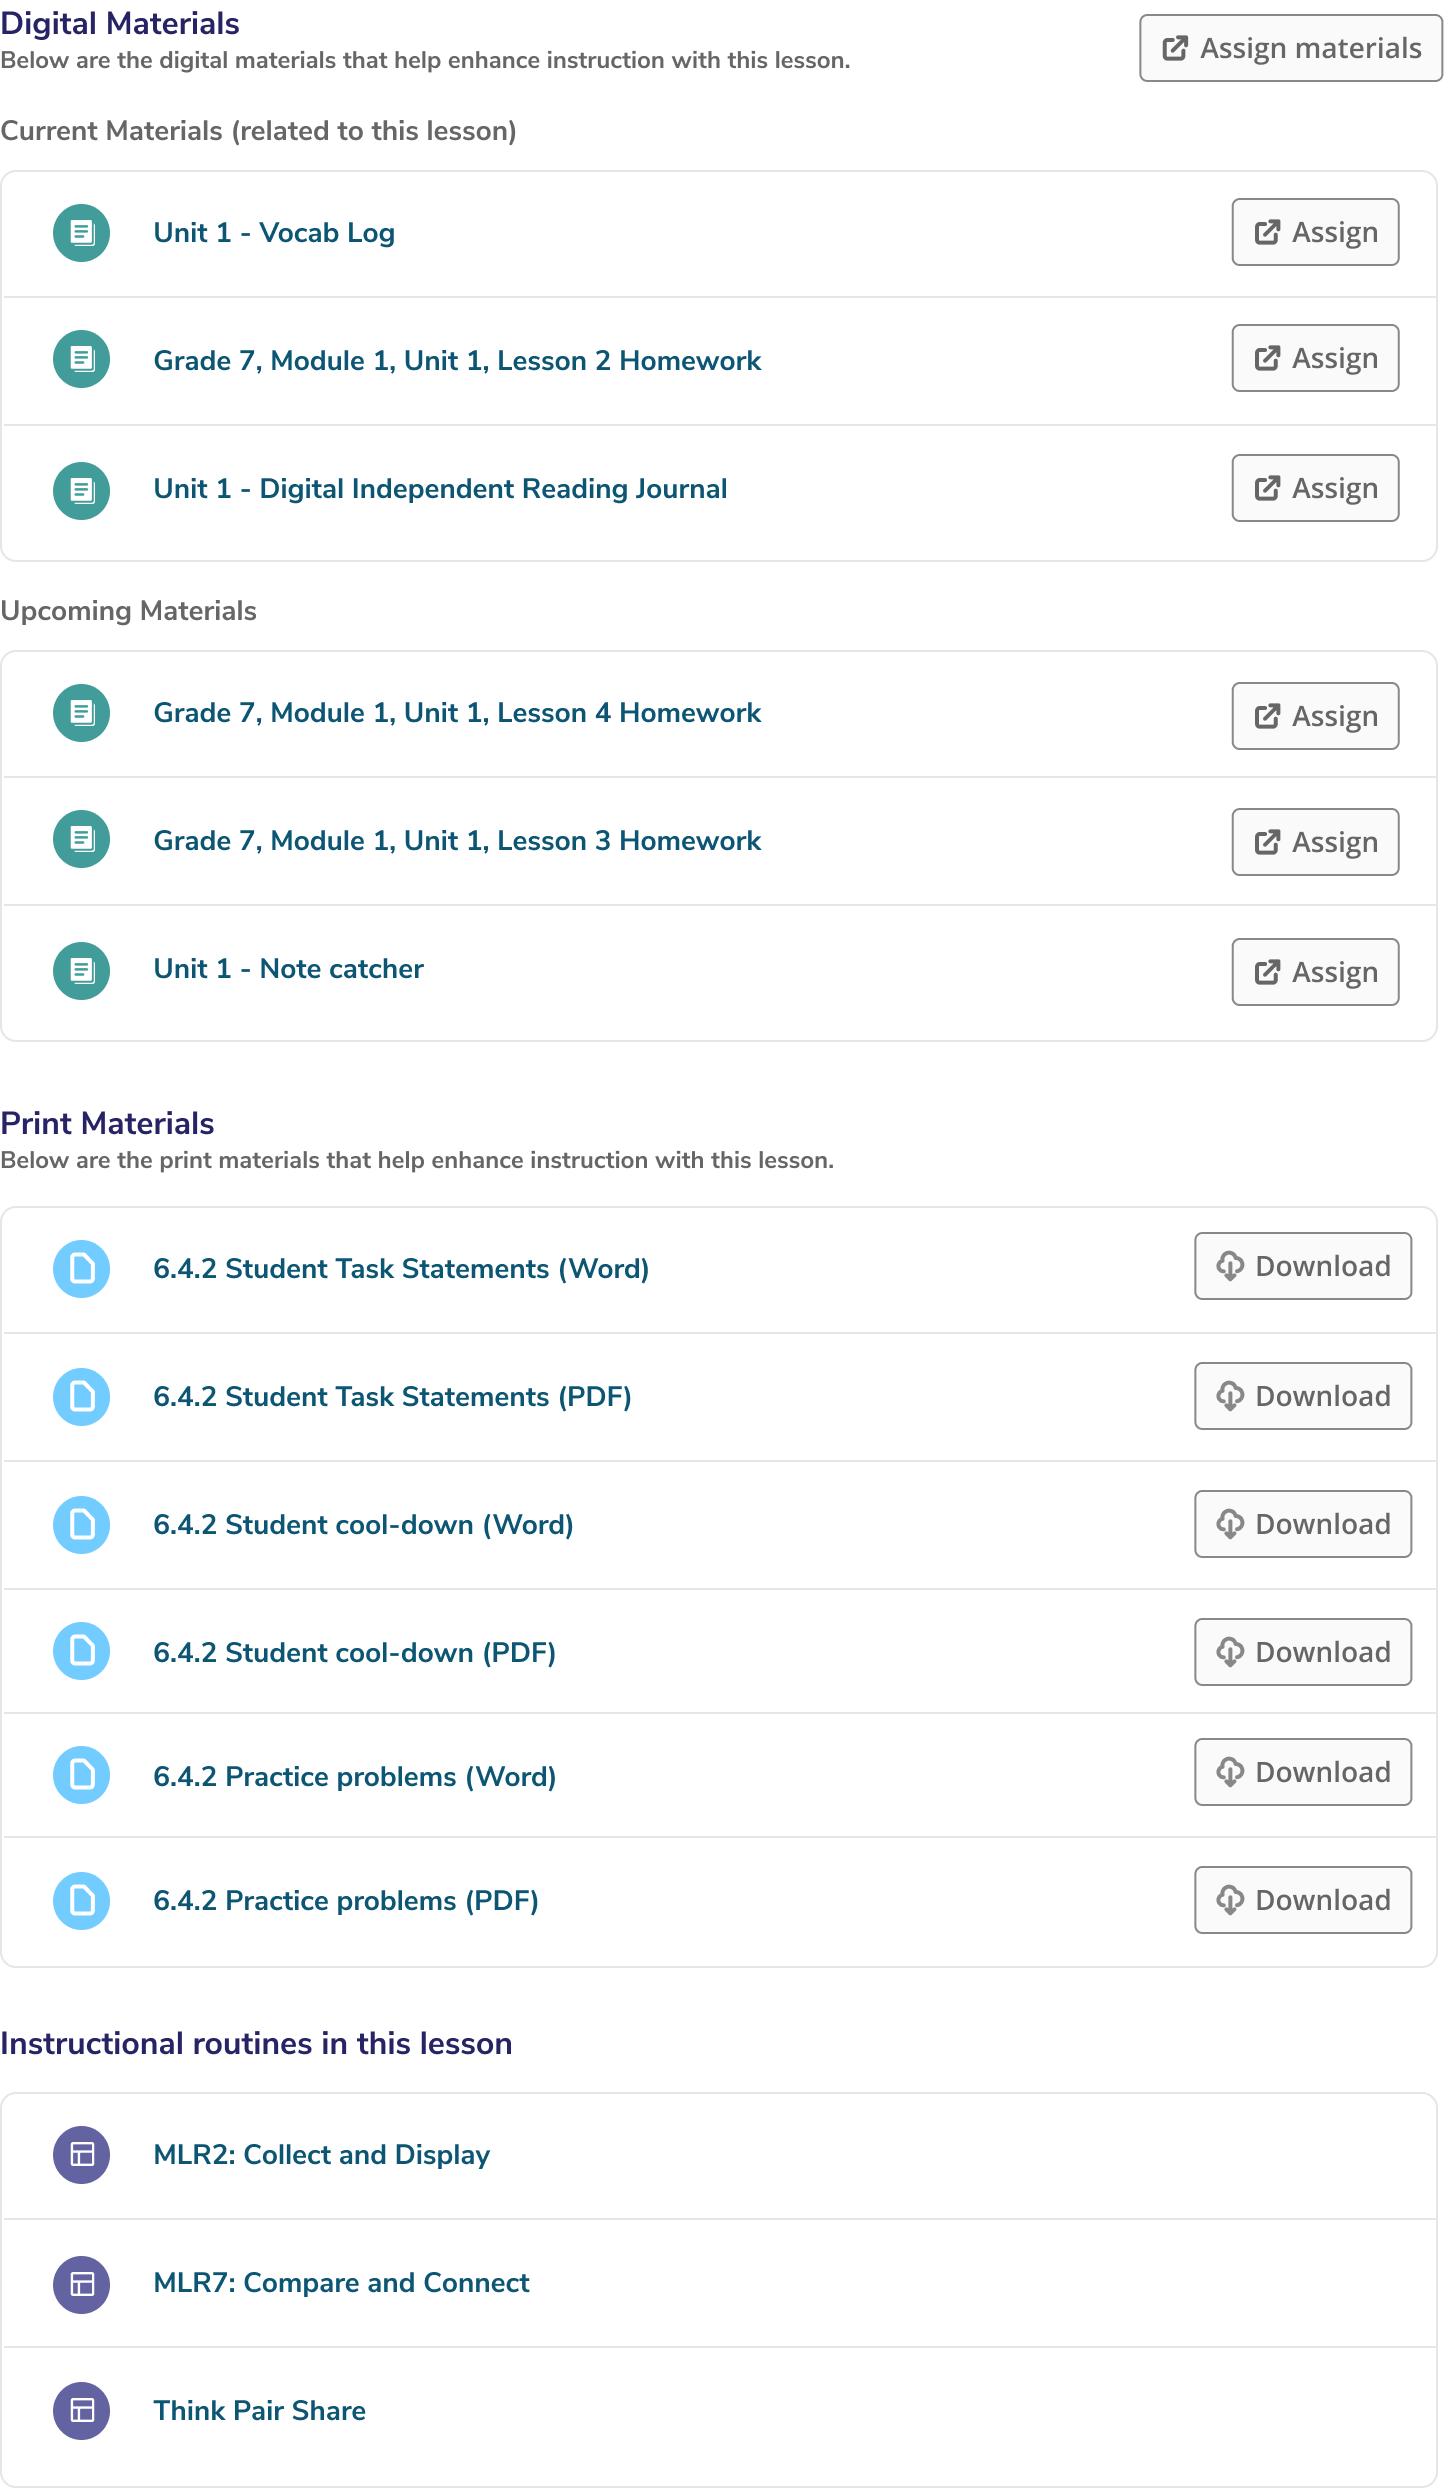 Digital Materials
Assign materials
Below are the digital materials that help enhance instruction with this lesson.
Current Materials (related to this lesson)
Unit 1 - Vocab Log
Assign
Grade 7, Module 1, Unit 1, Lesson 2 Homework
Assign
Unit 1 - Digital Independent Reading Journal
Assign
Upcoming Materials
Grade 7, Module 1, Unit 1, Lesson 4 Homework
Assign
Grade 7, Module 1, Unit 1, Lesson 3 Homework
Assign
Unit 1 - Note catcher
Assign
Print Materials
Below are the print materials that help enhance instruction with this lesson.
6.4.2 Student Task Statements (Word)
Download
6.4.2 Student Task Statements (PDF)
Download
6.4.2 Student cool-down (Word)
Download
6.4.2 Student cool-down (PDF)
Download
6.4.2 Practice problems (Word)
Download
6.4.2 Practice problems (PDF)
Download
Instructional routines in this lesson
MLR2: Collect and Display
MLR7: Compare and Connect
Think Pair Share